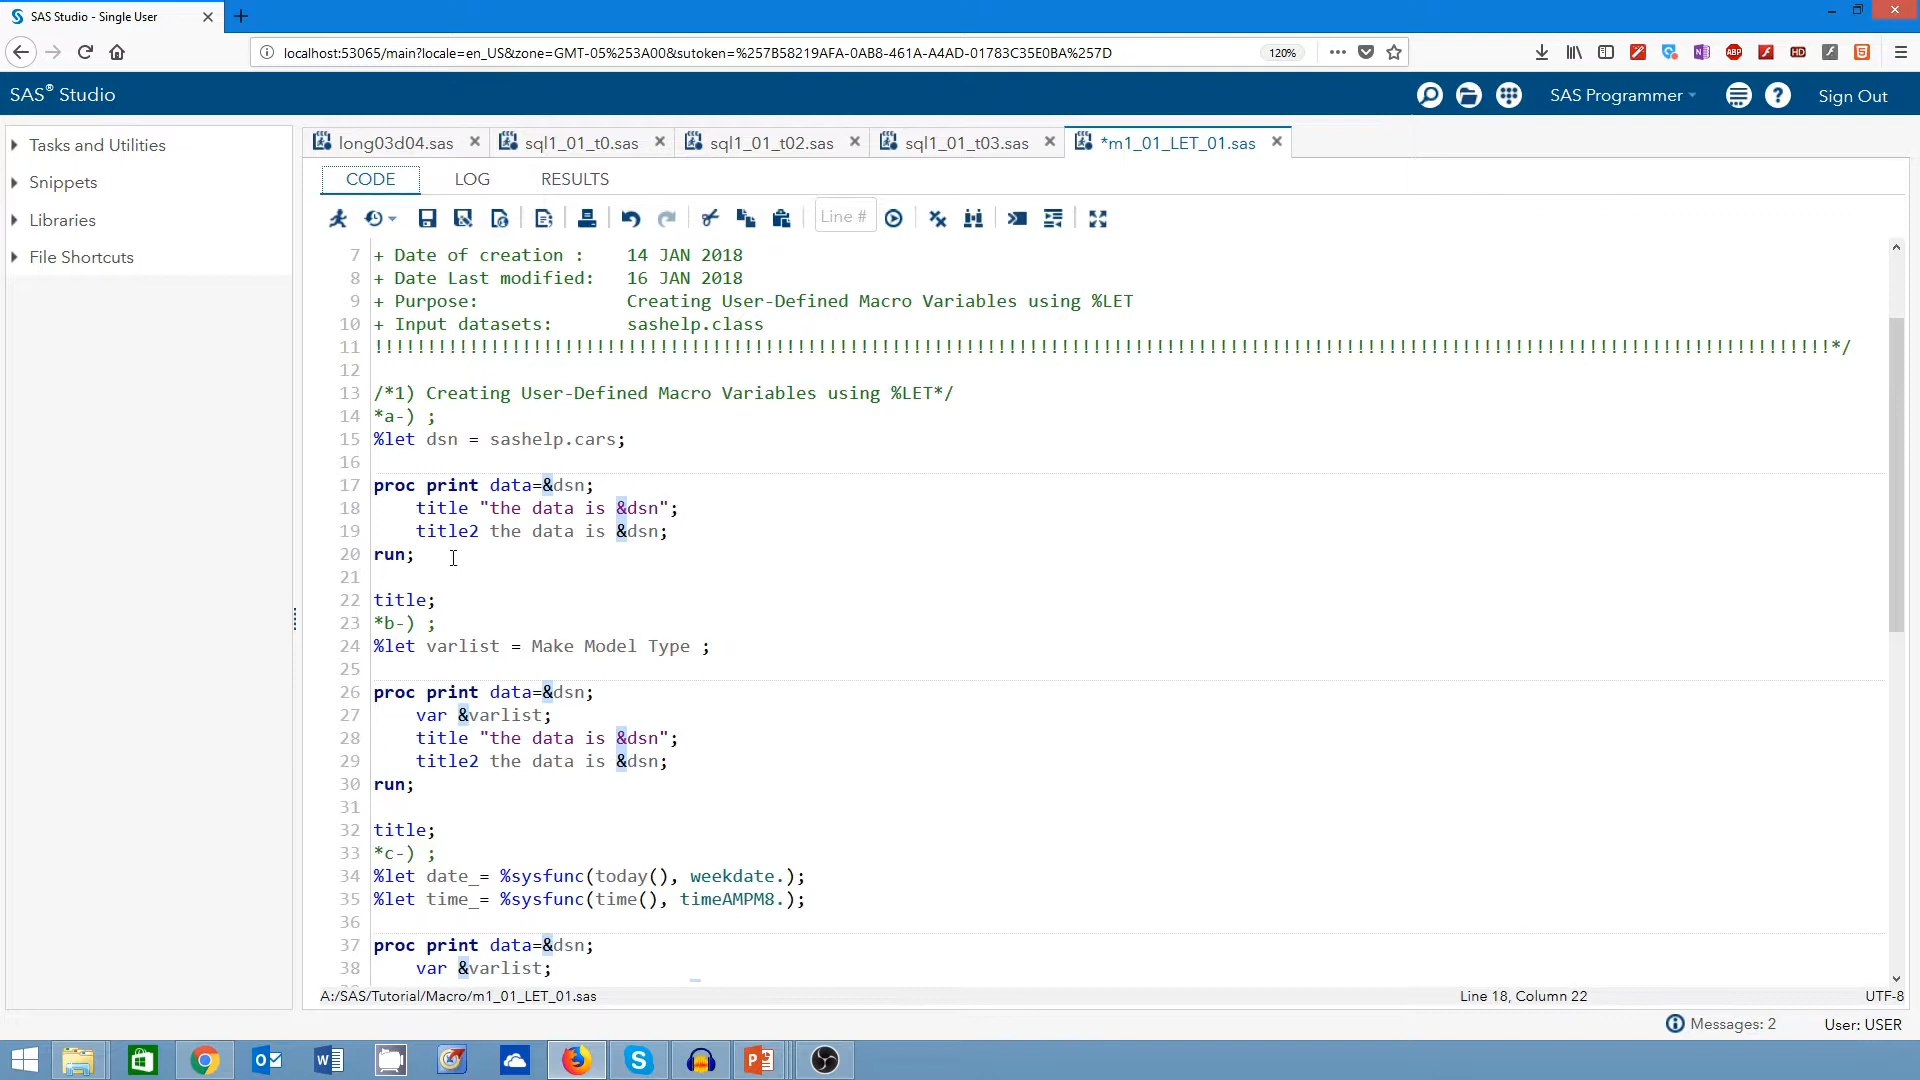 SAS Studio - Single User
localhost:53065/main?locale=en_US&zone=GMT-05%253A00&sutoken=%257B58219AFA-0AB8-461A-A4AD-01783C35E0BA%257D
120%
SAS® Studio
SAS Programmer
Sign Out
Tasks and Utilities
Snippets
Libraries
File Shortcuts
long03d04.sas
sql1_01_t0.sas
sql1_01_t02.sas
sql1_01_t03.sas
*m1_01_LET_01.sas
CODE
LOG
RESULTS
Line #
7 + Date of creation : 14 JAN 2018
8 + Date Last modified: 16 JAN 2018
9 + Purpose: Creating User-Defined Macro Variables using %LET
10 + Input datasets: sashelp.class
11 !!!!!!!!!!!!!!!!!!!!!!!!!!!!!!!!!!!!!!!!!!!!!!!!!!!!!!!!!!!!!!!!!!!!!!!!!!!!!!!!!!!!!!!!!!!!!!!!!!!!!!!!!!!!!!!!!!!!!!!!!!!!!!!!!!!!!!!!!!*/
12
13 /*1) Creating User-Defined Macro Variables using %LET*/
14 *a-) ;
15 %let dsn = sashelp.cars;
16
17 proc print data=&dsn;
18 title "the data is &dsn";
19 title2 the data is &dsn;
20 run;
21
22 title;
23 *b-) ;
24 %let varlist = Make Model Type ;
25
26 proc print data=&dsn;
27 var &varlist;
28 title "the data is &dsn";
29 title2 the data is &dsn;
30 run;
31
32 title;
33 *c-) ;
34 %let date_= %sysfunc(today(), weekdate.);
35 %let time_= %sysfunc(time(), timeAMPM8.);
36
37 proc print data=&dsn;
38 var &varlist;
A:/SAS/Tutorial/Macro/m1_01_LET_01.sas
Line 18, Column 22
UTF-8
Messages: 2
User: USER